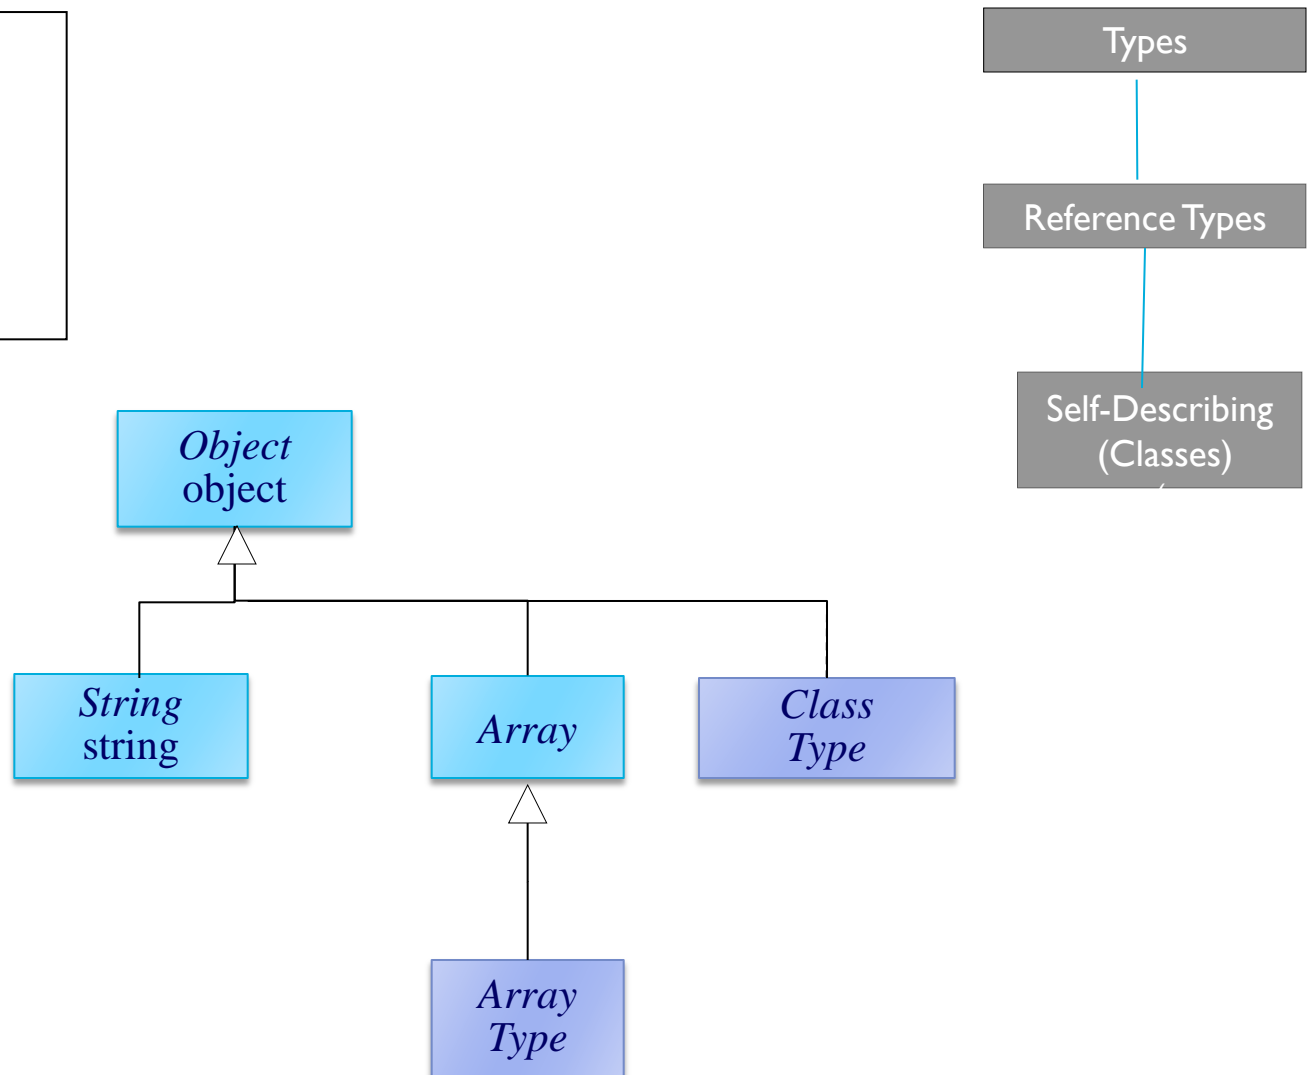 Types
Reference Types
Self-Describing
(Classes)
Object
object
String
string
Array
Class
Type
Array
Type